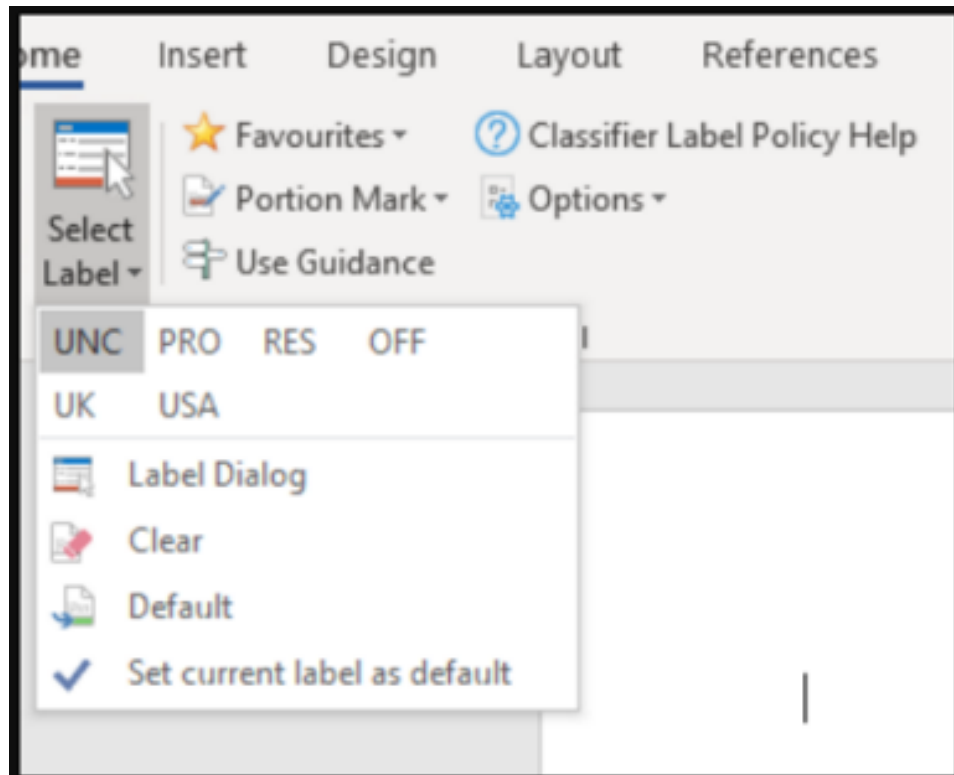 ome Insert Design Layout References
Favourites Classifier Label Policy Help
Portion Mark Options
Select
Label
Use Guidance
UNC PRO RES OFF
UK USA
Label Dialog
Clear
Default
Set current label as default